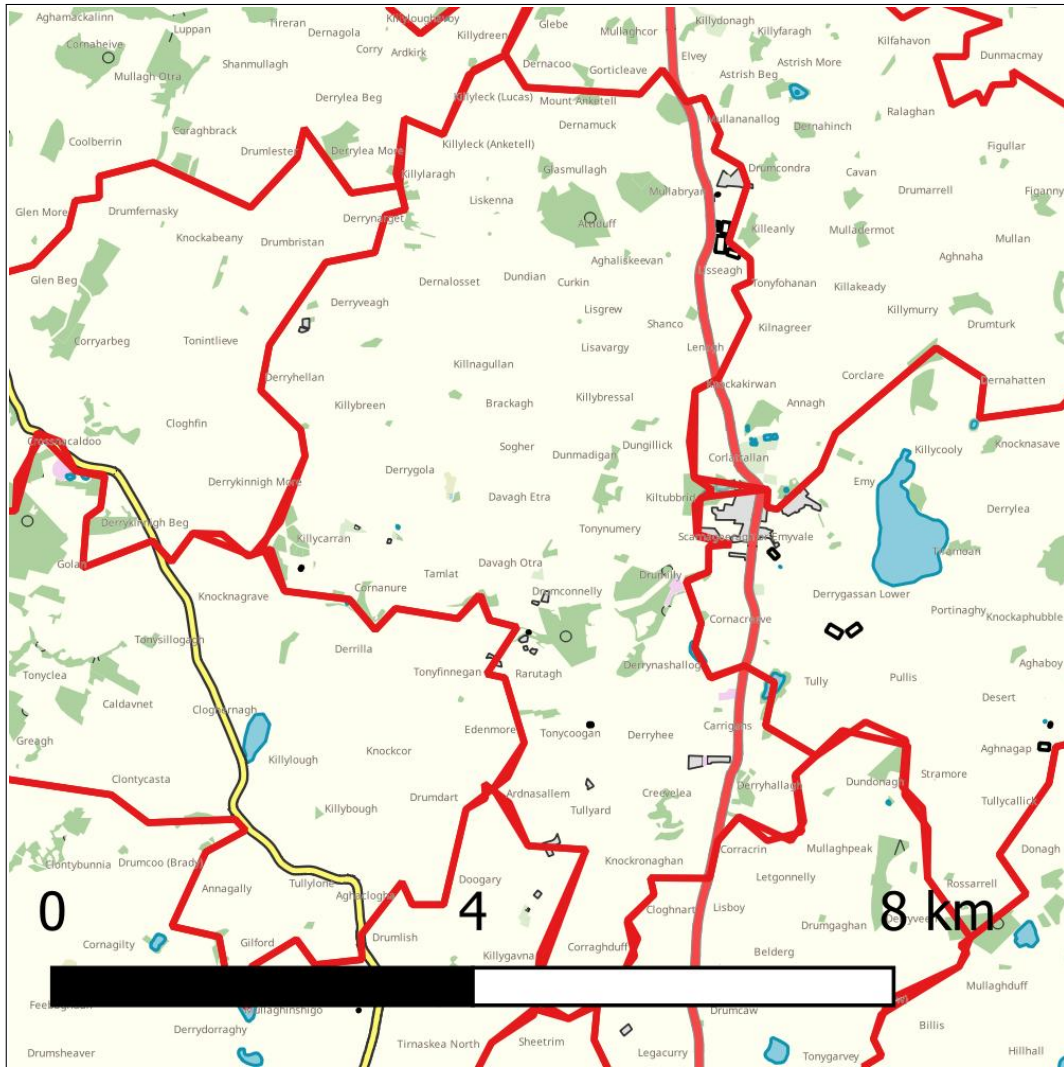 Aghamackalinn
Luppan
Tireran
Dernagola
Killydreen
Glebe
Mullaghcor
Killydonagh
Killyfaragh
Kilfahavon
Cornaheive
Corry
Ardkirk
Dernacoo
Gorticleave
Elvey
Astrish More
Dunmacmay
Mullagh Otra
Shanmullagh
Astrish Beg
Derrylea Beg
Killyleck (Lucas)
Mount Anketell
Mullananallog
Ralaghan
Coolberrin
Coraghbrack
Dernamuck
Dernahinch
Drumlester
Derrylea More
Killyleck (Anketell)
Figullar
Killylaragh
Glasmullagh
Drumcondra
Cavan
Glen More
Drumfernasky
Liskenna
Mullabryan
Drumarrell
Figanny
Derrynarget
Killeanly
Mulladermot
Knockabeany
Drumbristan
Mullan
Aghaliskeevan
Aghnaha
Glen Beg
Dernalosset
Dundian
Curkin
Lisseagh
Tonyfohanan
Killakeady
Derryveagh
Lisgrew
Killymurry
Shanco
Kilnagreer
Drumturk
Corryarbeg
Tonintlieve
Lisavargy
Killnagullan
Derryhellan
Knockakirwan
Corclare
Dernahatten
Killybreen
Brackagh
Killybressal
Annagh
Cloghfin
Crossnacaldoo
Sogher
Dungillick
Killycooly
Knocknasave
Dunmadigan
Derrygola
Derrykinnigh More
Davagh Etra
Kiltubbrid
Emy
Derrylea
Derrykinnigh Beg
Tonynumery
Killycarran
Golan
Davagh Otra
Tamlat
Drumully
Cornanure
Drumconnelly
Knocknagrave
Derrygassan Lower
Portinaghy
Knockaphubble
Cornacreeve
Tonysillogagh
Derrilla
Aghaboy
Tonyclea
Tonyfinnegan
Rarutagh
Derrynashallog
Tully
Pullis
Caldavnet
Cloghernagh
Desert
Greagh
Edenmore
Tonycoogan
Derryhee
Carrigans
Knockcor
Aghnagap
Killylough
Clontycasta
Stramore
Drumdart
Ardnasallem
Creevelea
Derryhallagh
Dundonagh
Tullycallick
Killybough
Tullyard
Clontybunnia
Drumcoo (Brady)
Knockronaghan
Corracrin
Mullaghpeak
Donagh
Annagally
Tullylone
Doogary
Letgonnelly
Rossarrell
Aghaclogha
0
4
8 km
Cloghnart
Lisboy
Drumgaghan
Cornagilty
Gilford
Drumlish
Corraghduff
Belderg
Killygavna
Mullaghduff
Mullaghinshigo
Drumcaw
Derrydorraghy
Billis
Drumsheaver
Tirnaskea North
Sheetrim
Legacurry
Tonygarvey
Hillhall